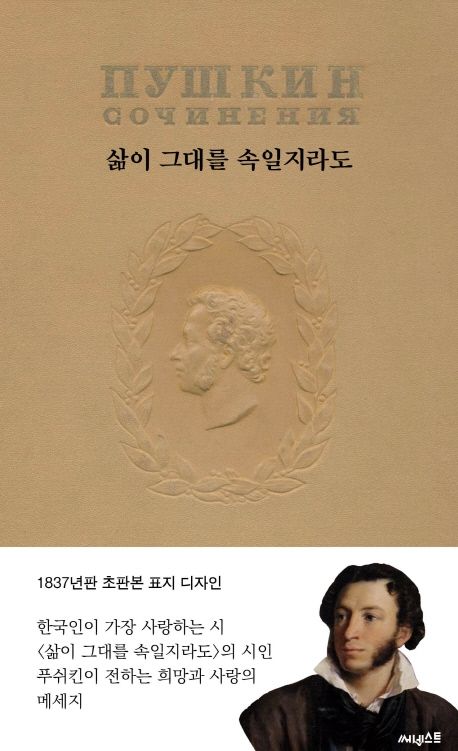 ПУШКИН
СОЧИНЕНИЯ
삶이 그대를 속일지라도
1837년판 초판본 표지 디자인
한국인이 가장 사랑하는 시
〈삶이 그대를 속일지라도〉의 시인
푸쉬킨이 전하는 희망과 사랑의
메세지
써네스트